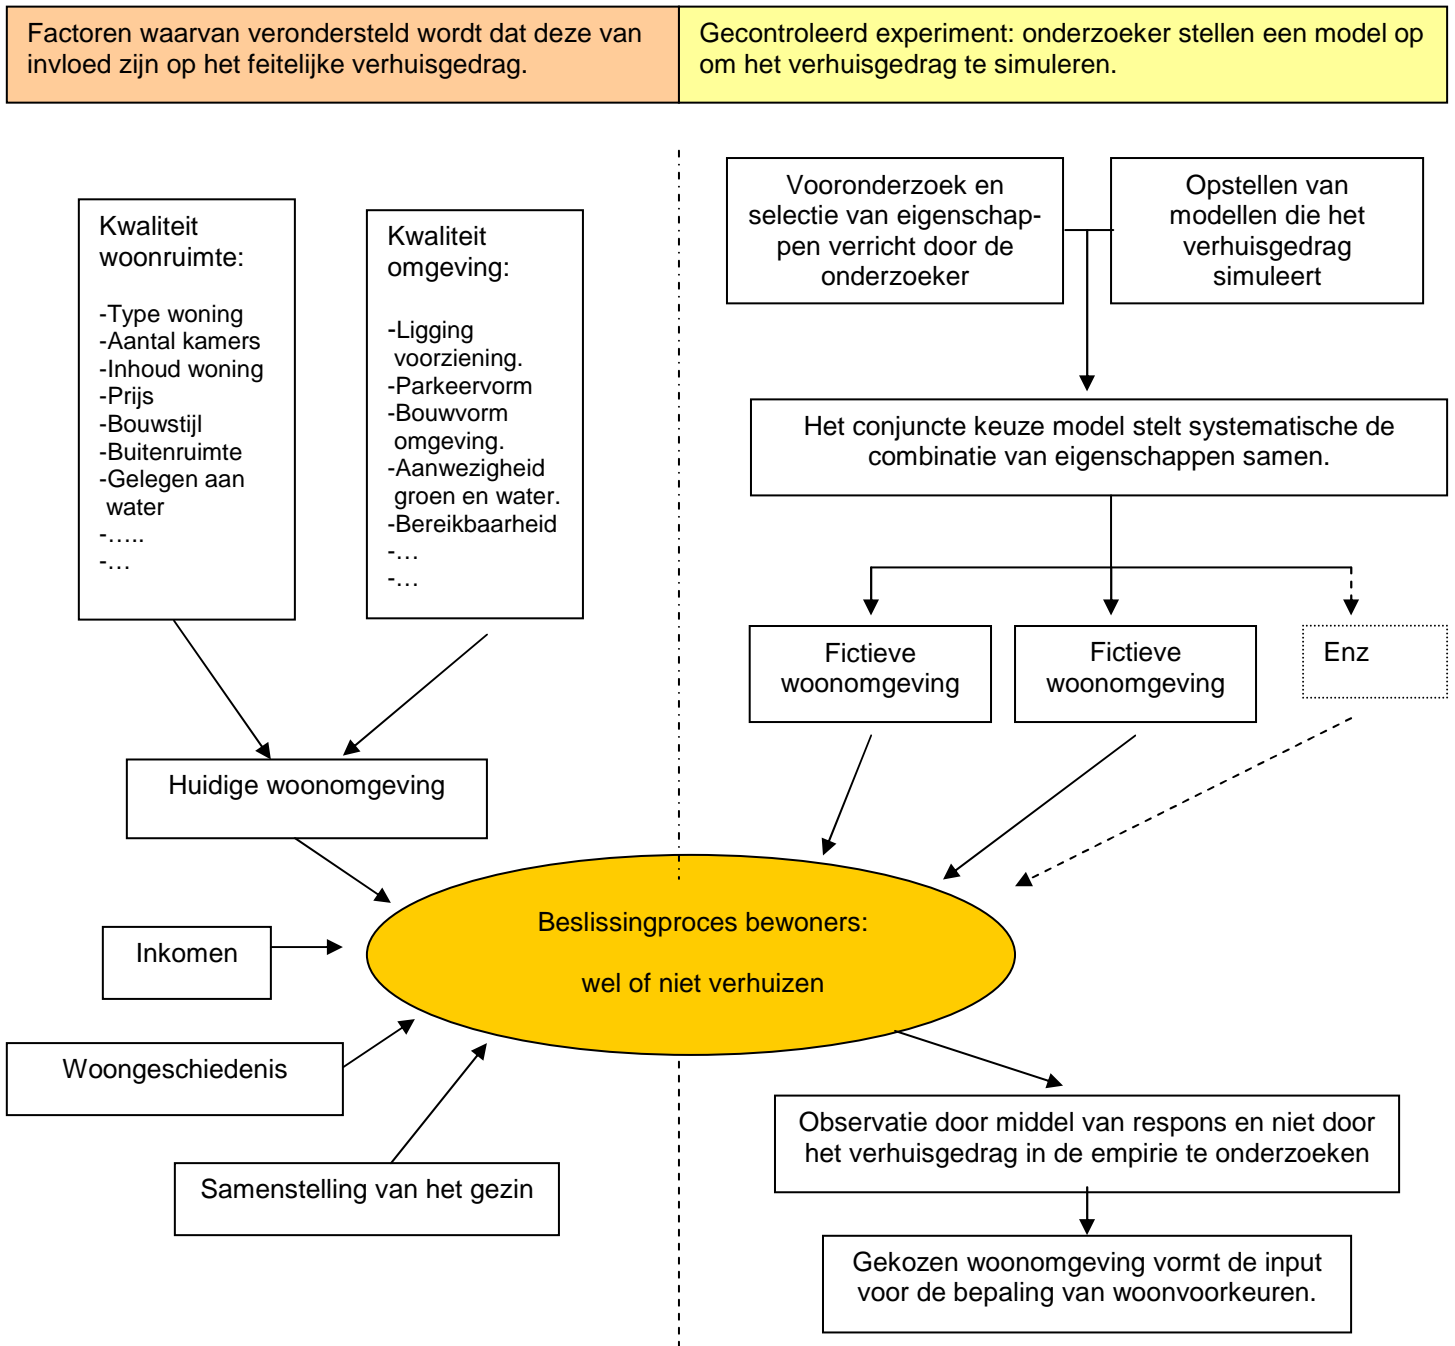 Factoren waarvan verondersteld wordt dat deze van
invloed zijn op het feitelijke verhuisgedrag.
Gecontroleerd experiment: onderzoeker stellen een model op
om het verhuisgedrag te simuleren.
Kwaliteit
woonruimte:
-Type woning
-Aantal kamers
-Inhoud woning
-Prijs
-Bouwstijl
-Buitenruimte
-Gelegen aan
water
-.....
-...
Kwaliteit
omgeving:
-Ligging
voorziening.
-Parkeervorm
-Bouwvorm
omgeving.
-Aanwezigheid
groen en water.
-Bereikbaarheid
-...
-...
Vooronderzoek en
selectie van eigenschap-
pen verricht door de
onderzoeker
Opstellen van
modellen die het
verhuisgedrag
simuleert
Het conjuncte keuze model stelt systematische de
combinatie van eigenschappen samen.
Fictieve
woonomgeving
Fictieve
woonomgeving
Enz
Huidige woonomgeving
Inkomen
Woongeschiedenis
Samenstelling van het gezin
Beslissingproces bewoners:
wel of niet verhuizen
Observatie door middel van respons en niet door
het verhuisgedrag in de empirie te onderzoeken
Gekozen woonomgeving vormt de input
voor de bepaling van woonvoorkeuren.